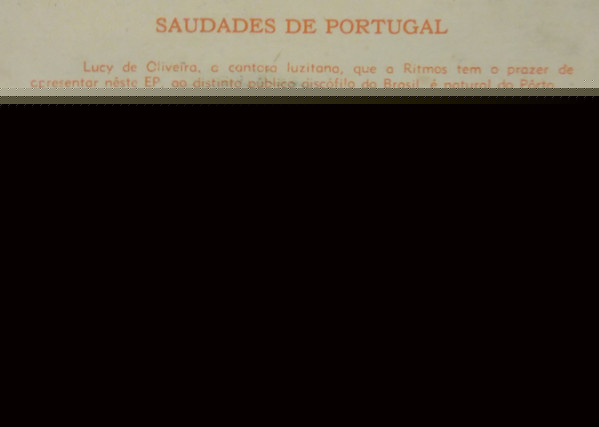 SAUDADES DE PORTUGAL
Lucy de Oliveira, a cantora luzitana, que a Ritmos tem o prazer de
apresentar nêste EP, ao distinto público discófilo do Brasil, é natural do Pôrto